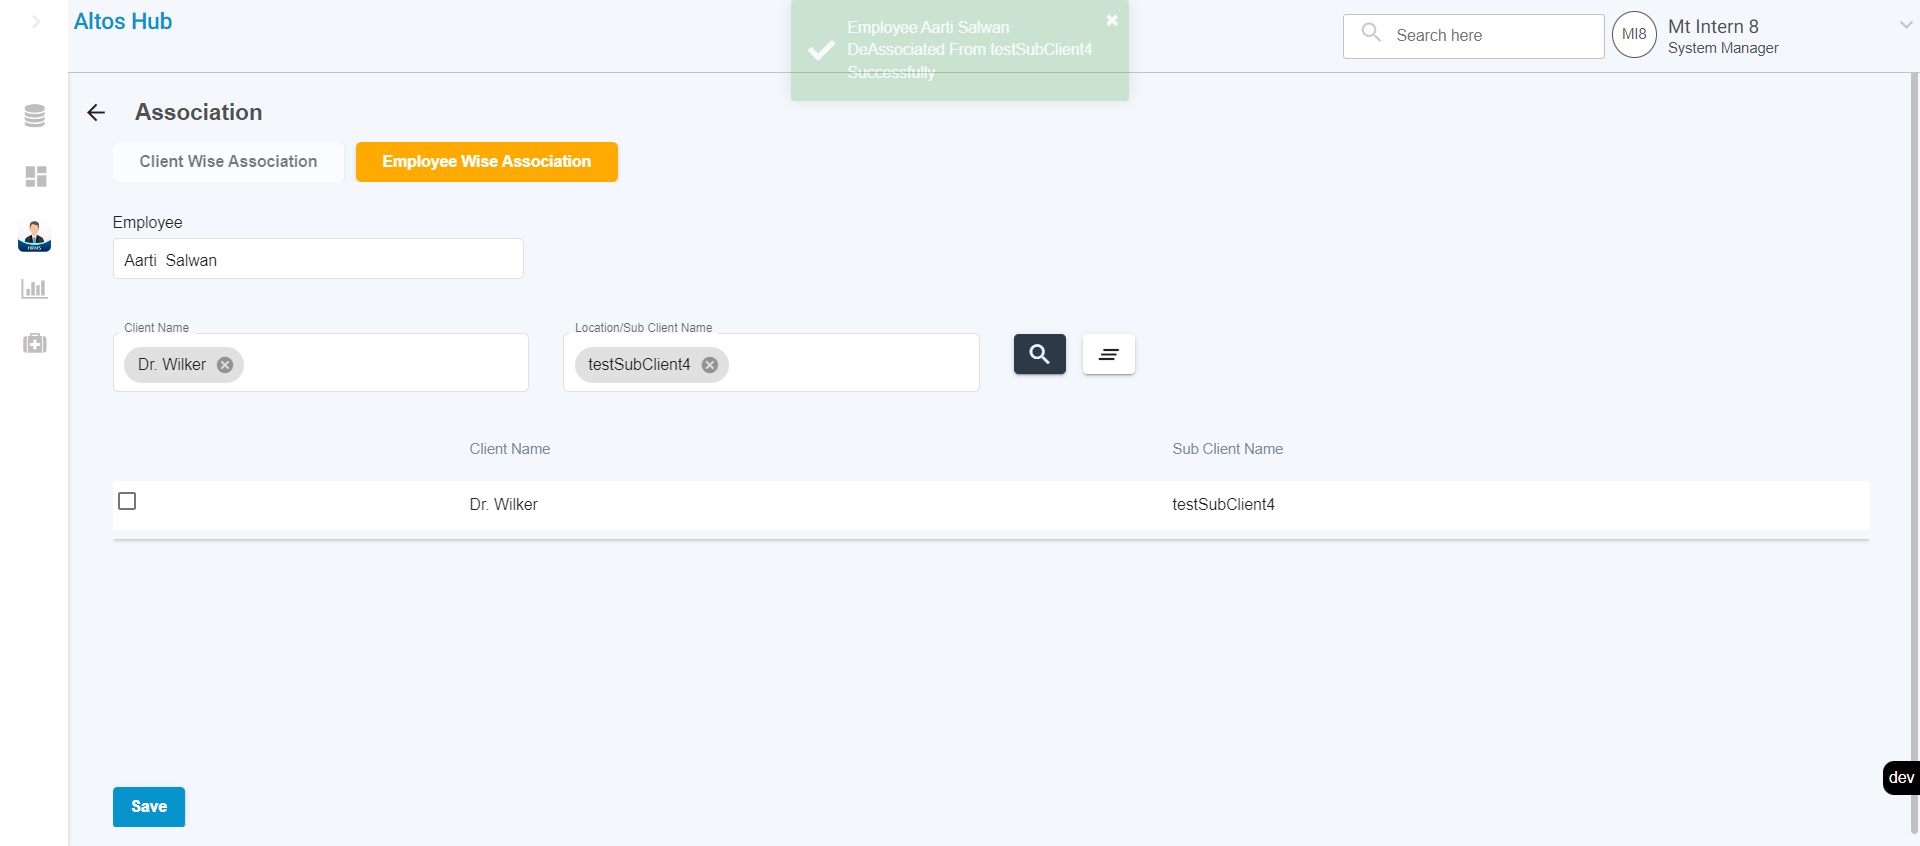 Altos Hub
Employee Aarti Salwan
DeAssociated From testSubClient4
Successfully
Search here
MI8
Mt Intern 8
System Manager
Association
Client Wise Association
Employee Wise Association
HRMS
Employee
Aarti  Salwan
Client Name
Location/Sub Client Name
Dr. Wilker
testSubClient4
Client Name
Sub Client Name
Dr. Wilker
testSubClient4
dev
Save